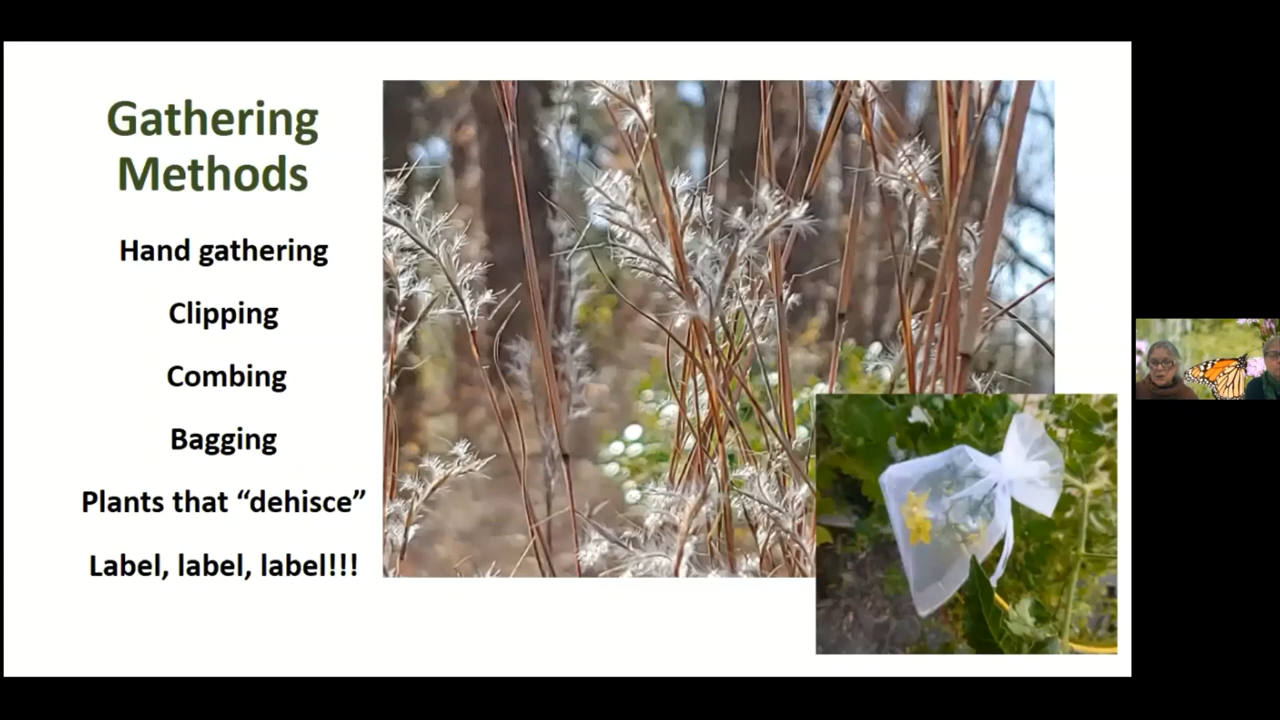 Gathering
Methods
Hand gathering
Clipping
Combing
Bagging
Plants that “dehisce”
Label, label, label!!!